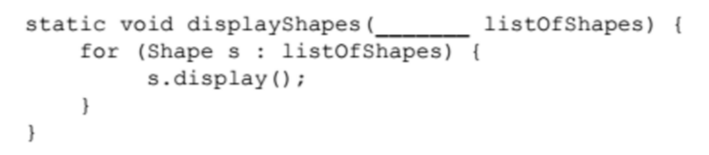 static void displayShapes(_______ listOfShapes) {
for (Shape s : listOfShapes) {
s.display();
}
}